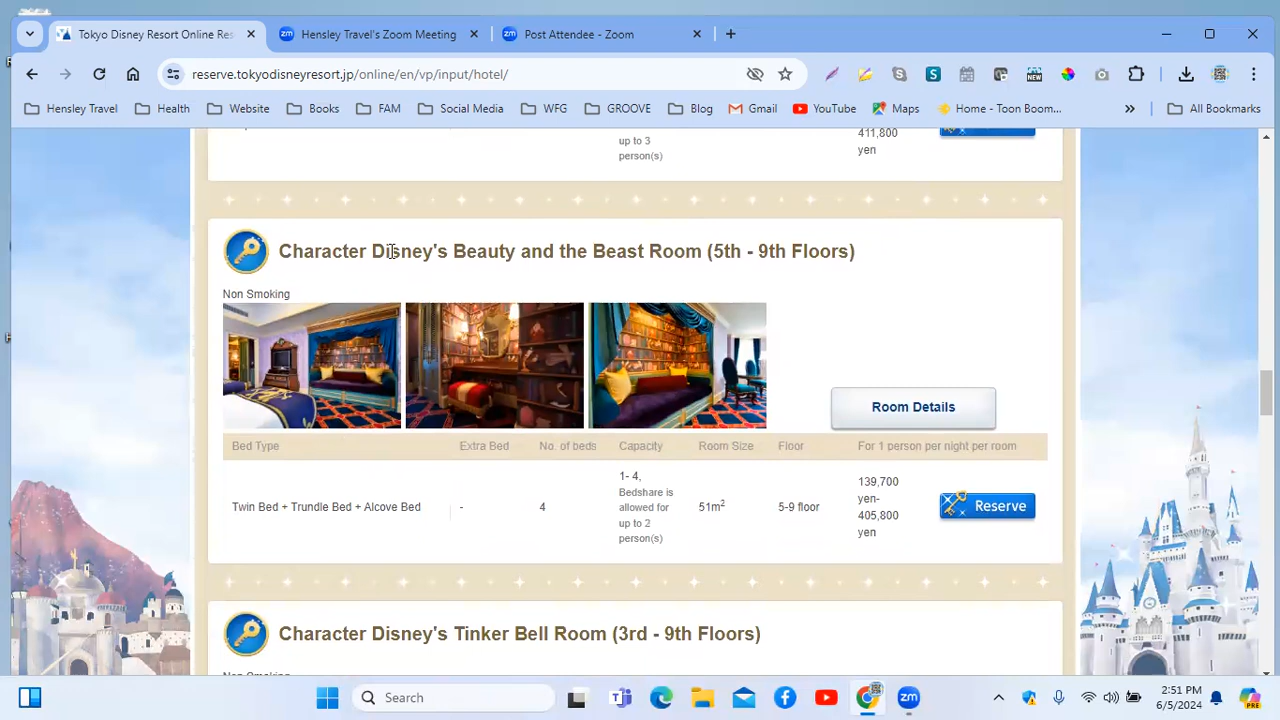 Tokyo Disney Resort Online Res
Hensley Travel's Zoom Meeting
Post Attendee - Zoom
reserve.tokyodisneyresort.jp/online/en/vp/input/hotel/
Hensley Travel
Health
Website
Books
FAM
Social Media
WFG
GROOVE
Blog
Gmail
YouTube
Maps
Home - Toon Boom...
All Bookmarks
up to 3
person(s)
411,800
yen
Character Disney's Beauty and the Beast Room (5th - 9th Floors)
Non Smoking
Room Details
Bed Type Extra Bed No. of beds Capacity Room Size Floor For 1 person per night per room
Twin Bed + Trundle Bed + Alcove Bed - 4
1- 4,
Bedshare is
allowed for
up to 2
person(s)
51m²
5-9 floor
139,700
yen-
405,800
yen
Reserve
Character Disney's Tinker Bell Room (3rd - 9th Floors)
Search
2:51 PM
6/5/2024